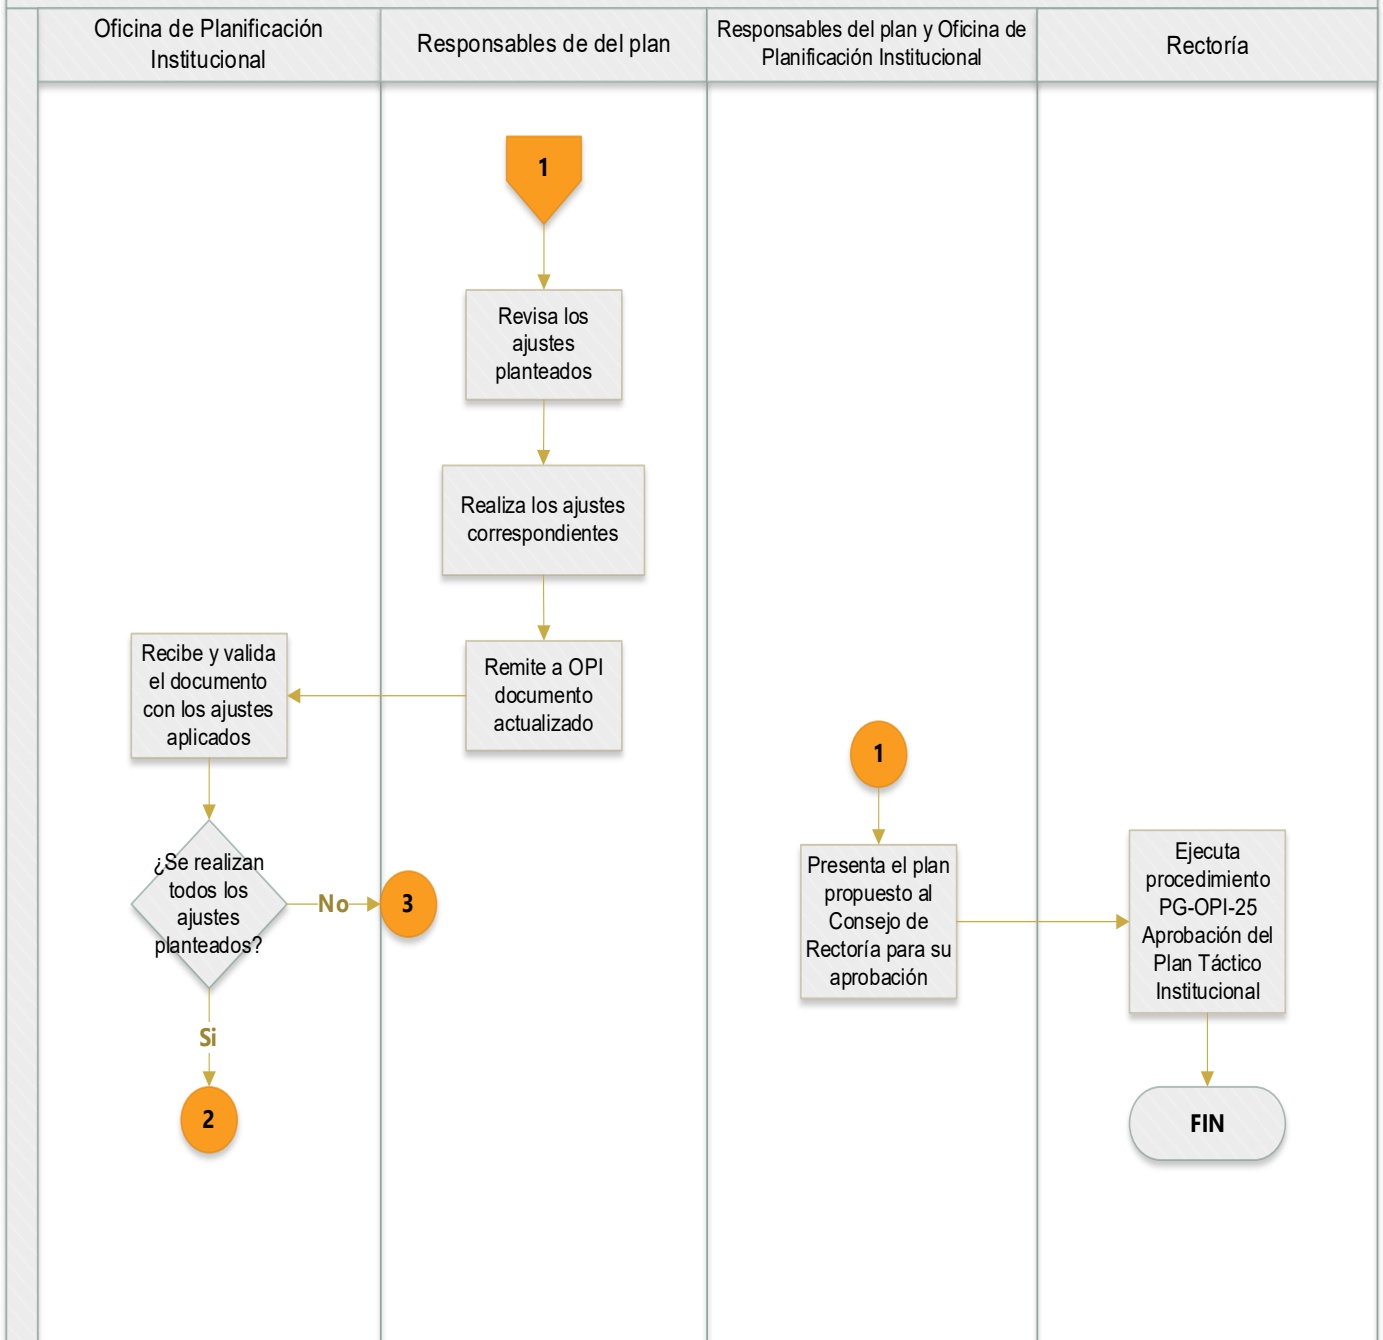 Oficina de Planificación
Institucional
Responsables de del plan
Responsables del plan y Oficina de
Planificación Institucional
Rectoría
1
Revisa los
ajustes
planteados
Realiza los ajustes
correspondientes
Remite a OPI
documento
actualizado
Recibe y valida
el documento
con los ajustes
aplicados
¿Se realizan
todos los
ajustes
planteados?
No
3
Si
2
1
Presenta el plan
propuesto al
Consejo de
Rectoría para su
aprobación
Ejecuta
procedimiento
PG-OPI-25
Aprobación del
Plan Táctico
Institucional
FIN